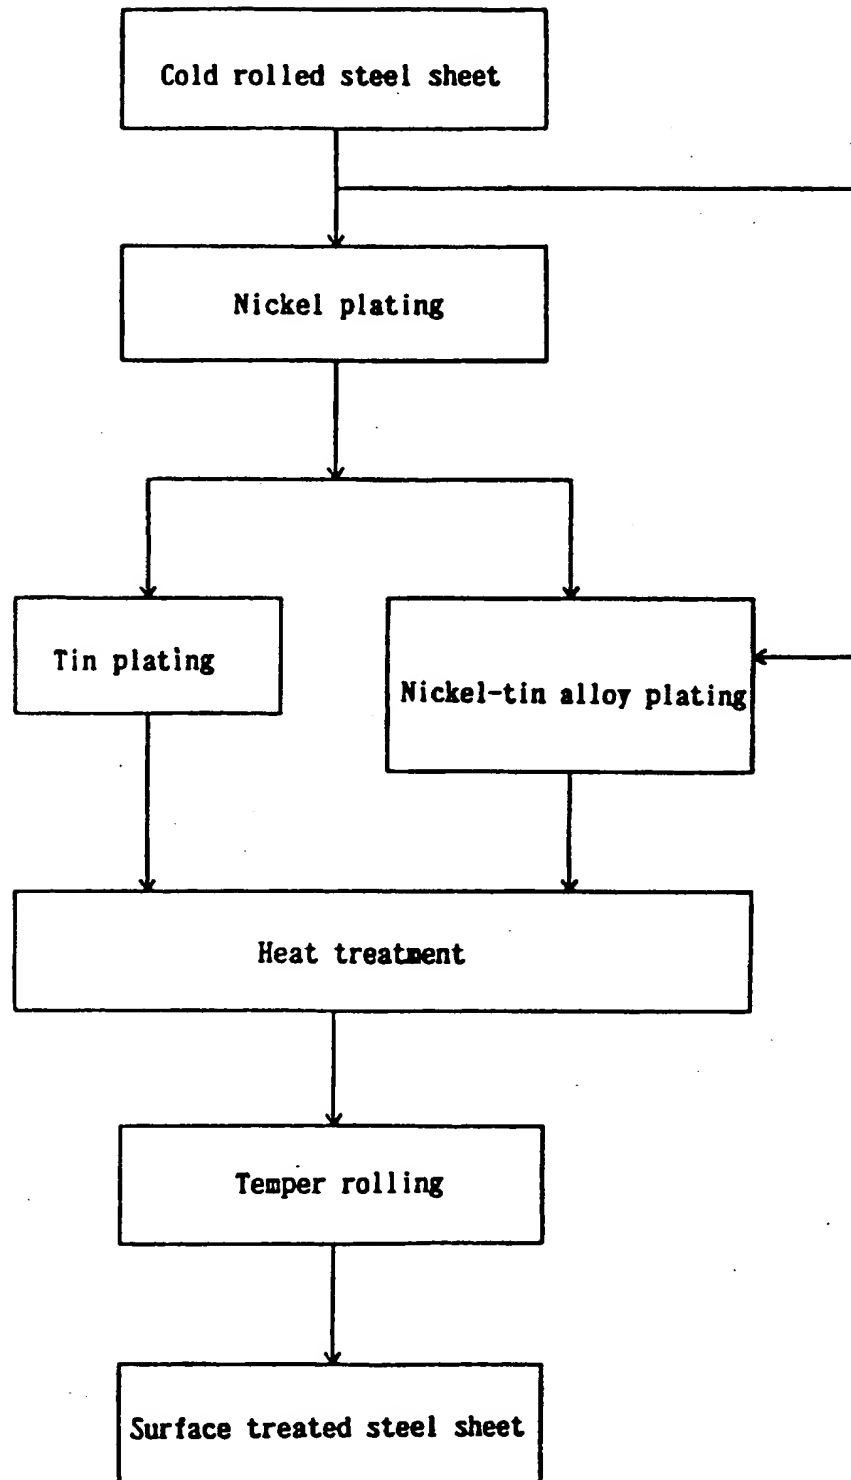 Cold rolled steel sheet
Nickel plating
Tin plating
Nickel-tin alloy plating
Heat treatment
Temper rolling
Surface treated steel sheet